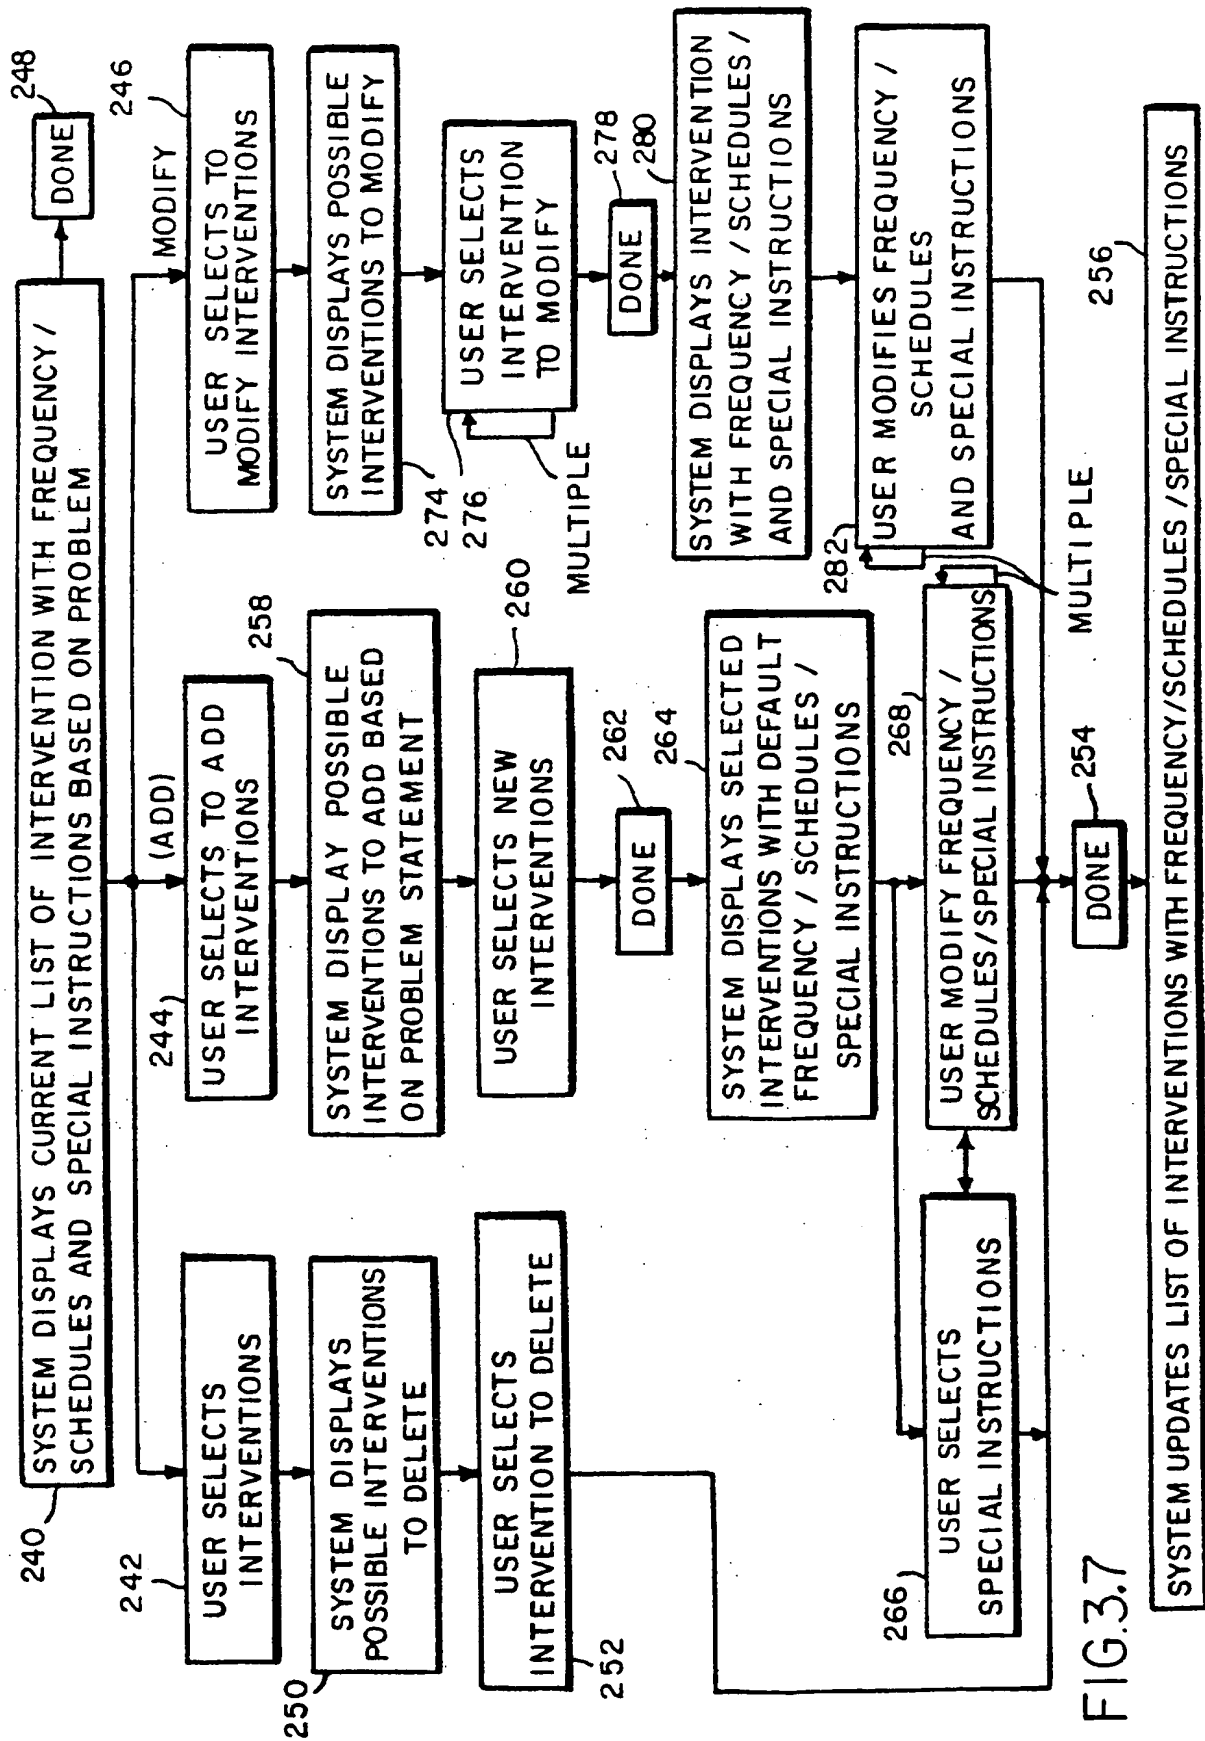 240
SYSTEM DISPLAYS CURRENT LIST OF INTERVENTION WITH FREQUENCY /
SCHEDULES AND SPECIAL INSTRUCTIONS BASED ON PROBLEM
DONE
248
242
USER SELECTS
INTERVENTIONS
250
SYSTEM DISPLAYS
POSSIBLE INTERVENTIONS
TO DELETE
USER SELECTS
INTERVENTION TO DELETE
252
(ADD)
244
USER SELECTS TO ADD
INTERVENTIONS
258
SYSTEM DISPLAY POSSIBLE
INTERVENTIONS TO ADD BASED
ON PROBLEM STATEMENT
260
USER SELECTS NEW
INTERVENTIONS
DONE
262
264
SYSTEM DISPLAYS SELECTED
INTERVENTIONS WITH DEFAULT
FREQUENCY / SCHEDULES /
SPECIAL INSTRUCTIONS
266
USER SELECTS
SPECIAL INSTRUCTIONS
268
USER MODIFY FREQUENCY /
SCHEDULES/SPECIAL INSTRUCTIONS
MODIFY
246
USER SELECTS TO
MODIFY INTERVENTIONS
SYSTEM DISPLAYS POSSIBLE
INTERVENTIONS TO MODIFY
274
276
USER SELECTS
INTERVENTION
TO MODIFY
MULTIPLE
DONE
278
280
SYSTEM DISPLAYS INTERVENTION
WITH FREQUENCY / SCHEDULES /
AND SPECIAL INSTRUCTIONS
282
USER MODIFIES FREQUENCY /
SCHEDULES
AND SPECIAL INSTRUCTIONS
MULTIPLE
DONE
254
256
SYSTEM UPDATES LIST OF INTERVENTIONS WITH FREQUENCY/SCHEDULES /SPECIAL INSTRUCTIONS
FIG.3.7